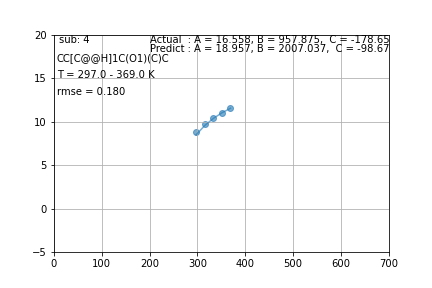 sub: 4
Actual : A = 16.558, B = 957.875, C = -178.65
Predict : A = 18.957, B = 2007.037, C = -98.67
CC[C@@H]1C(O1)(C)C
T = 297.0 - 369.0 K
rmse = 0.180
20
15
10
5
0
−5
0 100 200 300 400 500 600 700